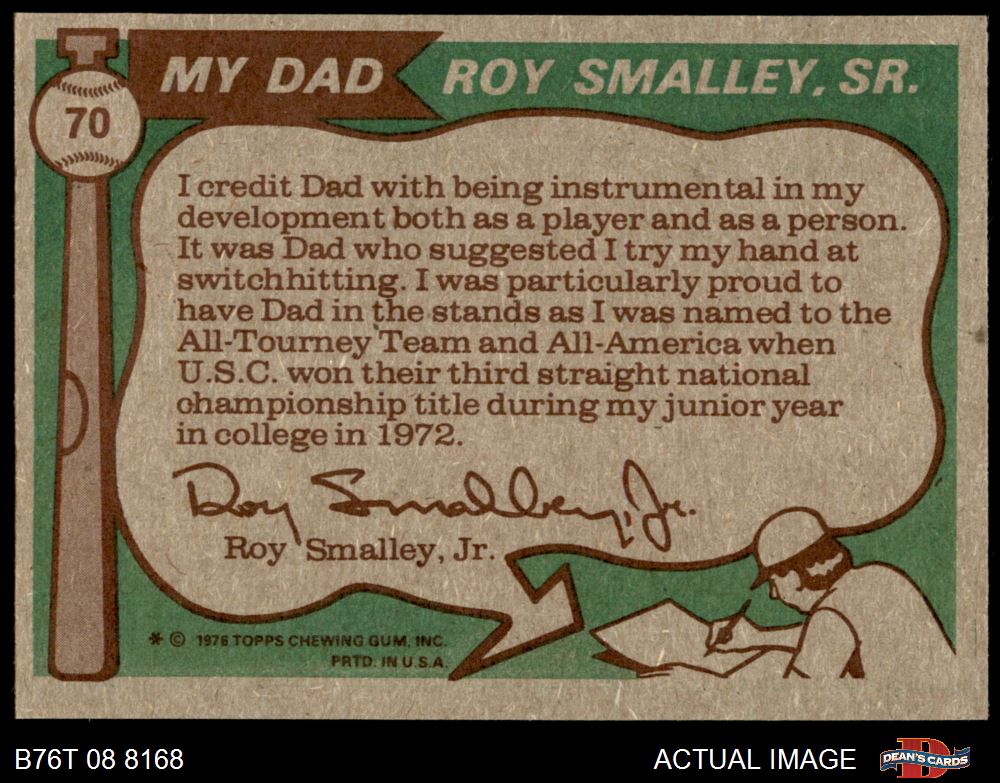 MY DAD ROY SMALLEY, SR.
70
I credit Dad with being instrumental in my
development both as a player and as a person.
It was Dad who suggested I try my hand at
switchhitting. I was particularly proud to
have Dad in the stands as I was named to the
All-Tourney Team and All-America when
U.S.C. won their third straight national
championship title during my junior year
in college in 1972.
Roy Smalley, Jr.
Roy Smalley, Jr.
* © 1976 TOPPS CHEWING GUM, INC.
PRTD. IN U.S.A.
B76T 08 8168
ACTUAL IMAGE
D
DEAN'S CARDS